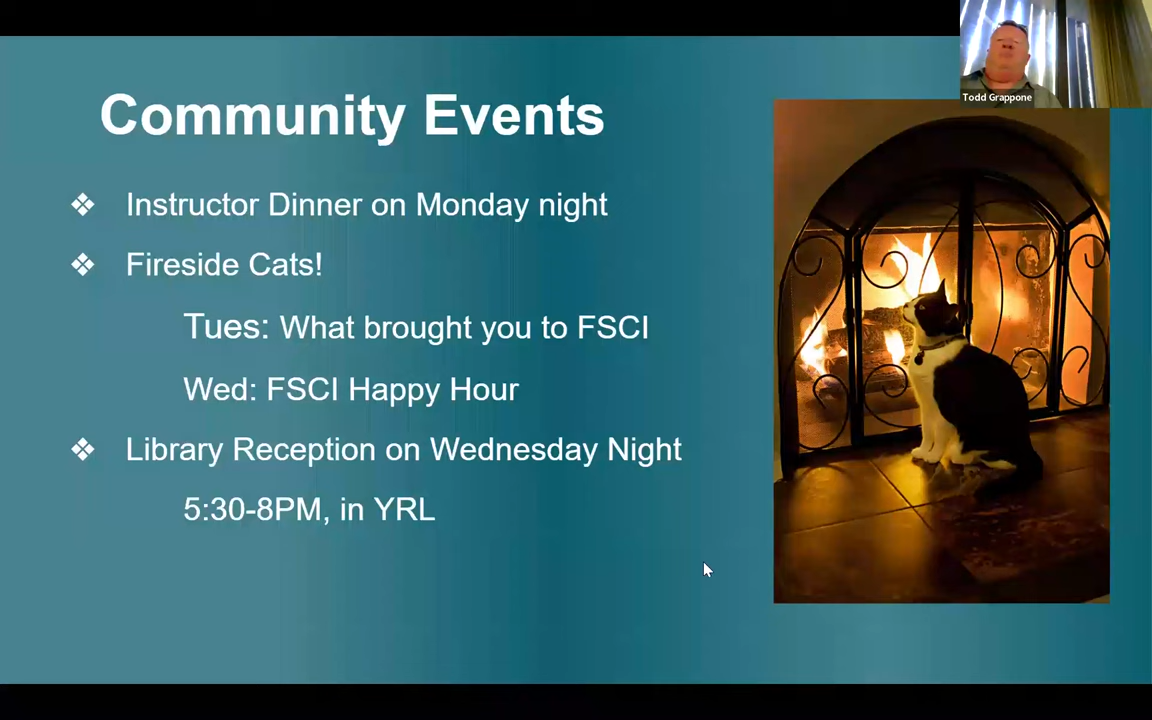 Todd Grappone
Community Events
❖ Instructor Dinner on Monday night
❖ Fireside Cats!
Tues: What brought you to FSCI
Wed: FSCI Happy Hour
❖ Library Reception on Wednesday Night
5:30-8PM, in YRL